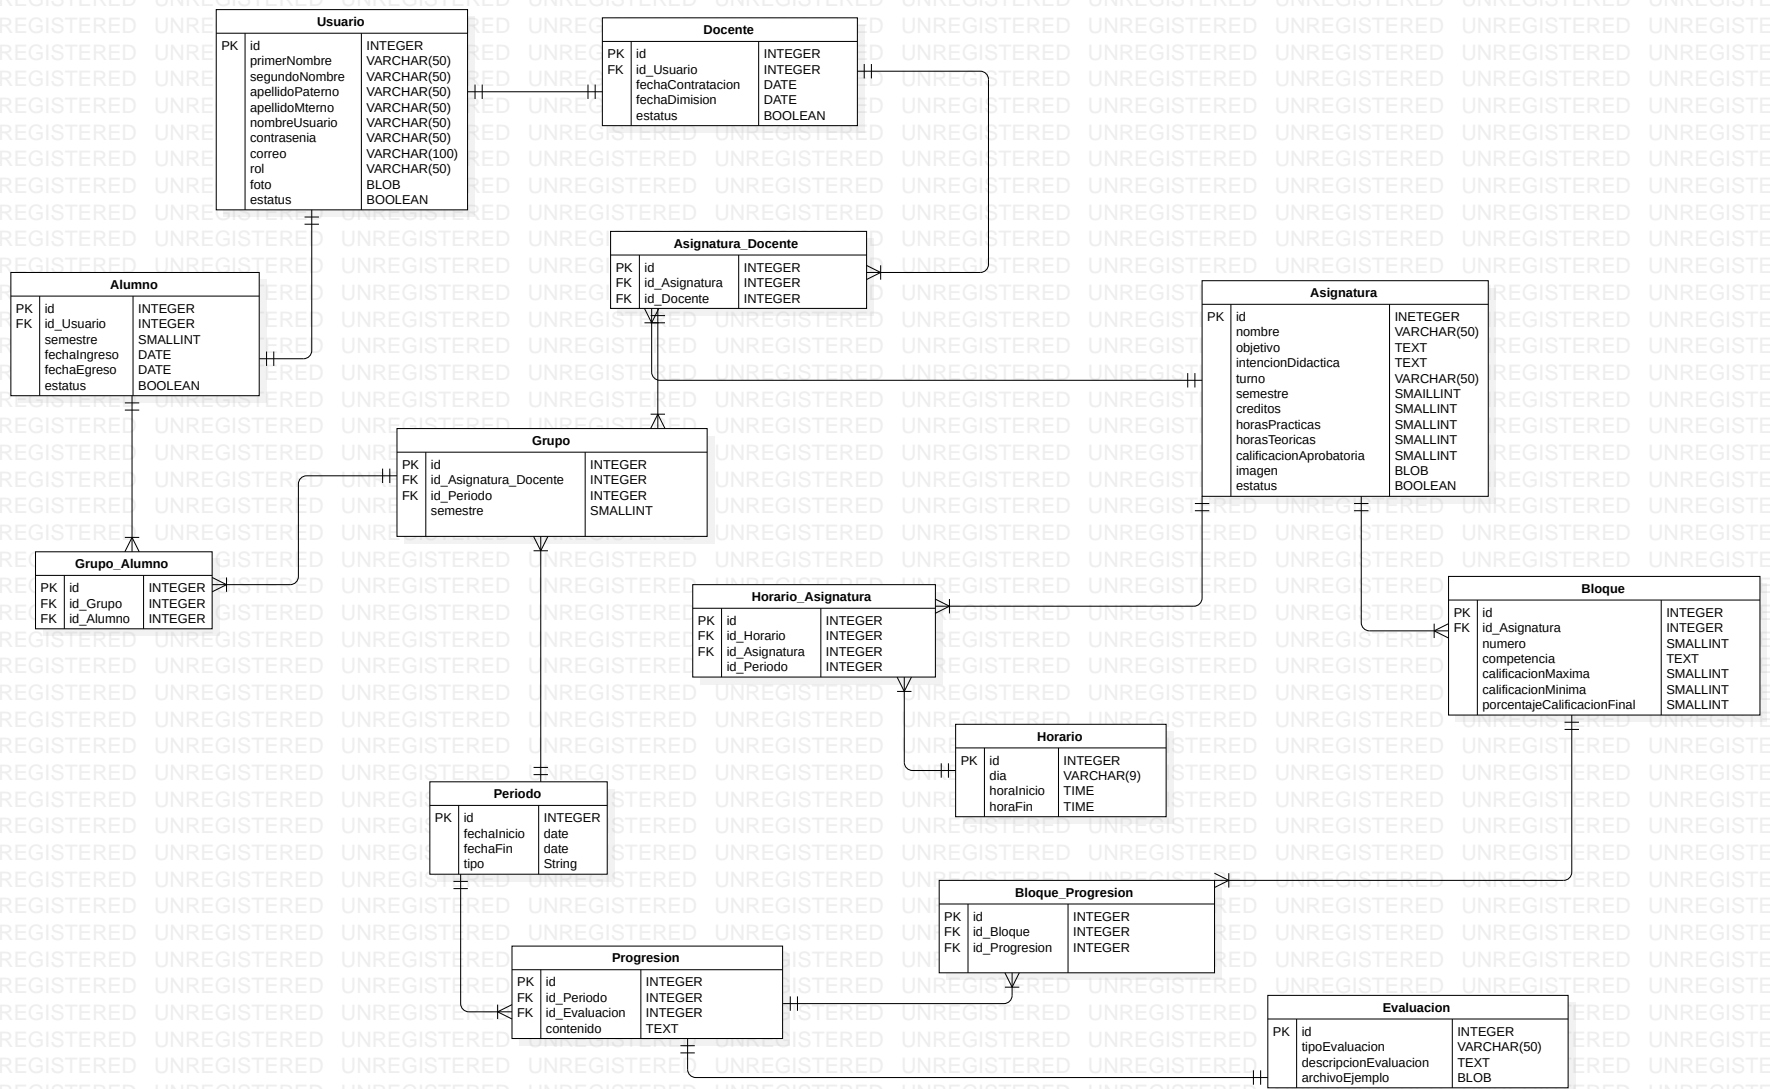 Usuario
PK id INTEGER
primerNombre VARCHAR(50)
segundoNombre VARCHAR(50)
apellidoPaterno VARCHAR(50)
apellidoMterno VARCHAR(50)
nombreUsuario VARCHAR(50)
contrasenia VARCHAR(50)
correo VARCHAR(100)
rol VARCHAR(50)
foto BLOB
estatus BOOLEAN
Docente
PK id INTEGER
FK id_Usuario INTEGER
fechaContratacion DATE
fechaDimision DATE
estatus BOOLEAN
Asignatura_Docente
PK id INTEGER
FK id_Asignatura INTEGER
FK id_Docente INTEGER
Alumno
PK id INTEGER
FK id_Usuario INTEGER
semestre SMALLINT
fechaIngreso DATE
fechaEgreso DATE
estatus BOOLEAN
Asignatura
PK id INETEGER
nombre VARCHAR(50)
objetivo TEXT
intencionDidactica TEXT
turno VARCHAR(50)
semestre SMAILLINT
creditos SMALLINT
horasPracticas SMALLINT
horasTeoricas SMALLINT
calificacionAprobatoria SMALLINT
imagen BLOB
estatus BOOLEAN
Grupo
PK id INTEGER
FK id_Asignatura_Docente INTEGER
FK id_Periodo INTEGER
semestre SMALLINT
Grupo_Alumno
PK id INTEGER
FK id_Grupo INTEGER
FK id_Alumno INTEGER
Horario_Asignatura
PK id INTEGER
FK id_Horario INTEGER
FK id_Asignatura INTEGER
id_Periodo INTEGER
Bloque
PK id INTEGER
FK id_Asignatura INTEGER
numero SMALLINT
competencia TEXT
calificacionMaxima SMALLINT
calificacionMinima SMALLINT
porcentajeCalificacionFinal SMALLINT
Horario
PK id INTEGER
dia VARCHAR(9)
horaInicio TIME
horaFin TIME
Periodo
PK id INTEGER
fechaInicio date
fechaFin date
tipo String
Bloque_Progresion
PK id INTEGER
FK id_Bloque INTEGER
FK id_Progresion INTEGER
Progresion
PK id INTEGER
FK id_Periodo INTEGER
FK id_Evaluacion INTEGER
contenido TEXT
Evaluacion
PK id INTEGER
tipoEvaluacion VARCHAR(50)
descripcionEvaluacion TEXT
archivoEjemplo BLOB
UNREGISTERED